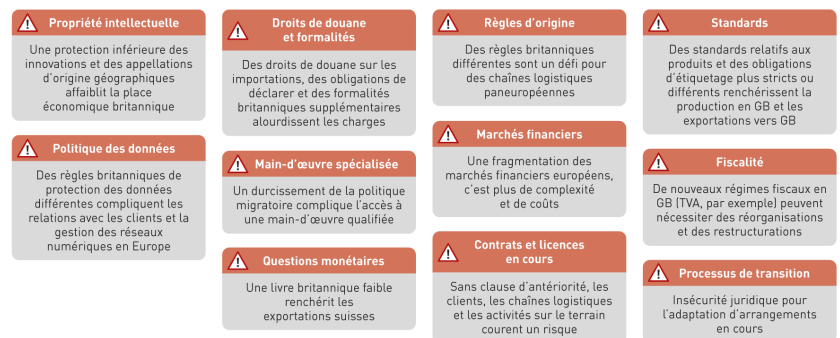 Propriété intellectuelle
Une protection inférieure des
innovations et des appellations
d'origine géographiques
affaiblit la place
économique britannique
Politique des données
Des règles britanniques de
protection des données
différentes compliquent les
relations avec les clients et la
gestion des réseaux
numériques en Europe
Droits de douane
et formalités
Des droits de douane sur les
importations, des obligations de
déclarer et des formalités
britanniques supplémentaires
alourdissent les charges
Main-d'œuvre spécialisée
Un durcissement de la politique
migratoire complique l'accès à
une main-d'œuvre qualifiée
Questions monétaires
Une livre britannique faible
renchérit les
exportations suisses
Règles d'origine
Des règles britanniques
différentes sont un défi pour
des chaînes logistiques
paneuropéennes
Marchés financiers
Une fragmentation des
marchés financiers européens,
c'est plus de complexité
et de coûts
Contrats et licences
en cours
Sans clause d'antériorité, les
clients, les chaînes logistiques
et les activités sur le terrain
courent un risque
Standards
Des standards relatifs aux
produits et des obligations
d'étiquetage plus stricts ou
différents renchérissent la
production en GB et les
exportations vers GB
Fiscalité
De nouveaux régimes fiscaux en
GB (TVA, par exemple) peuvent
nécessiter des réorganisations
et des restructurations
Processus de transition
Insécurité juridique pour
l'adaptation d'arrangements
en cours